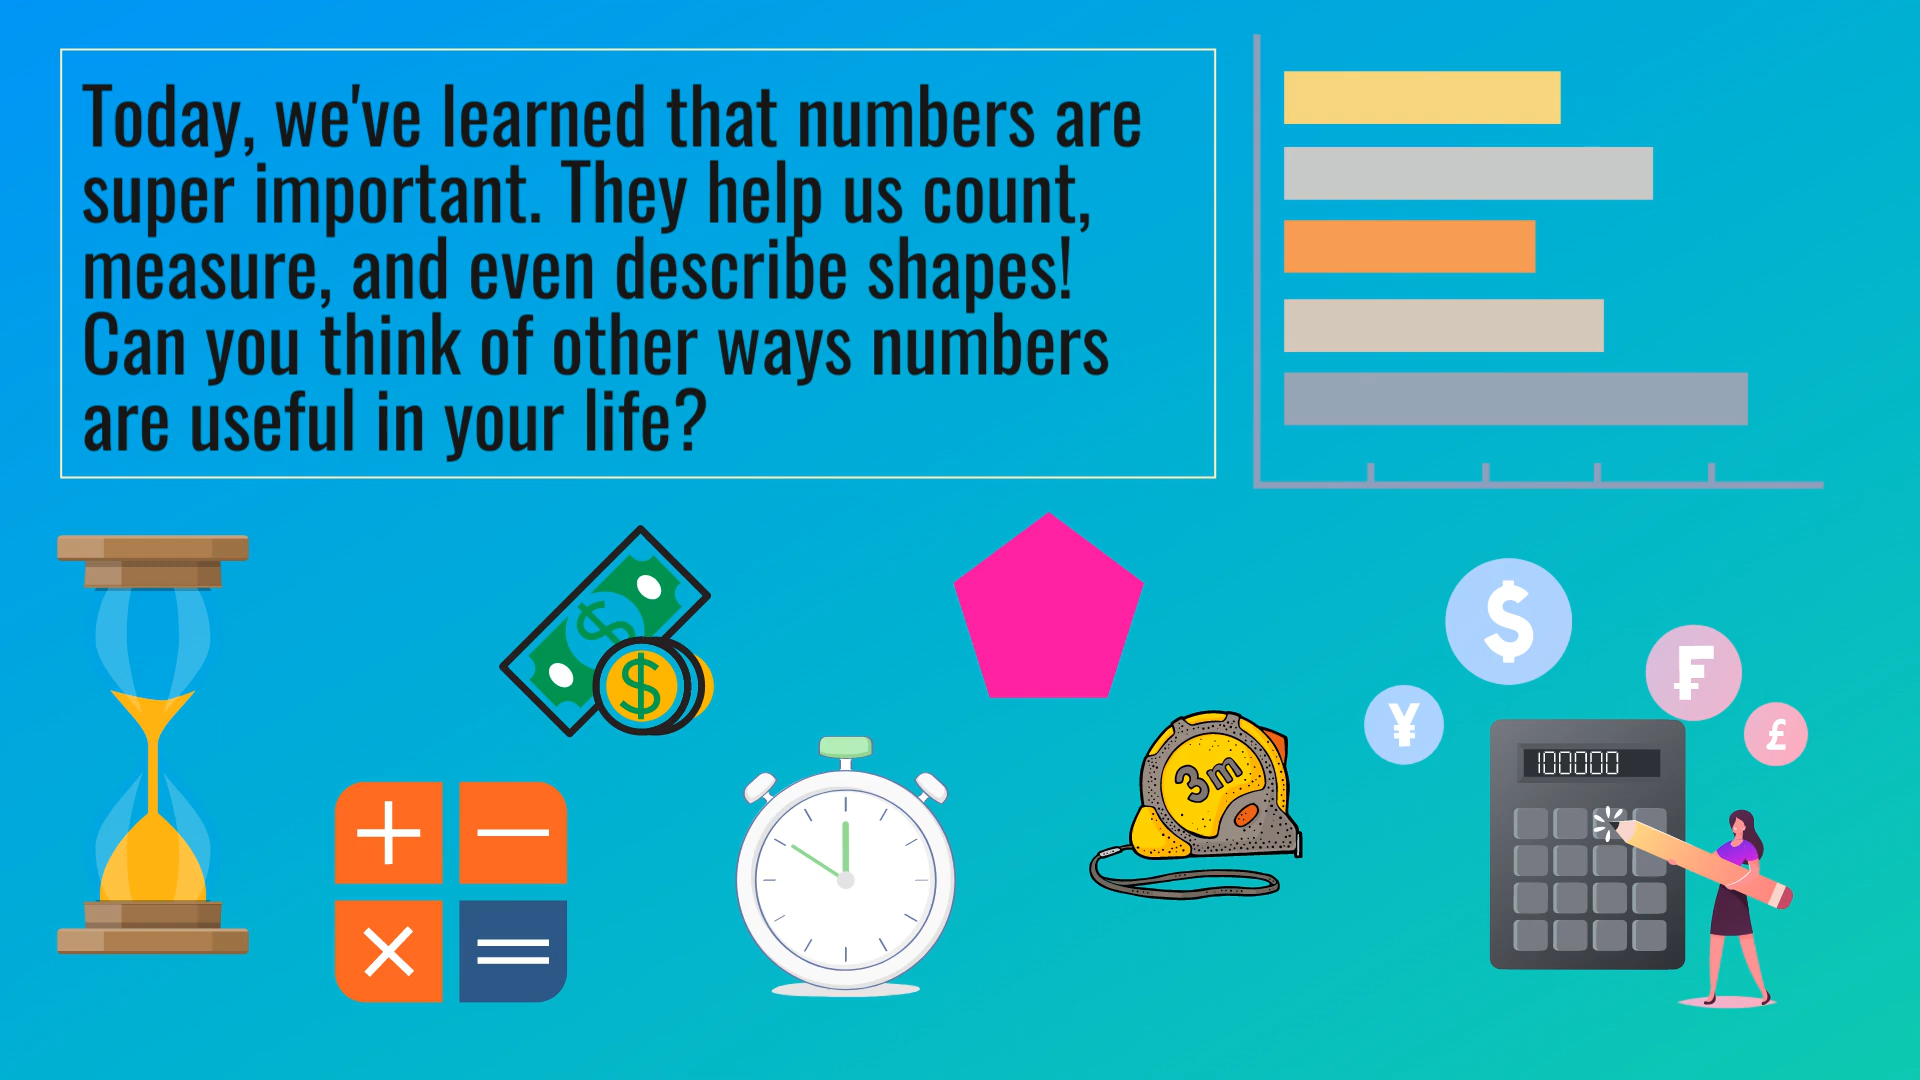 Today, we've learned that numbers are
super important. They help us count,
measure, and even describe shapes!
Can you think of other ways numbers
are useful in your life?
$
$
+
−
×
=
3m
$
₣
¥
£
100000